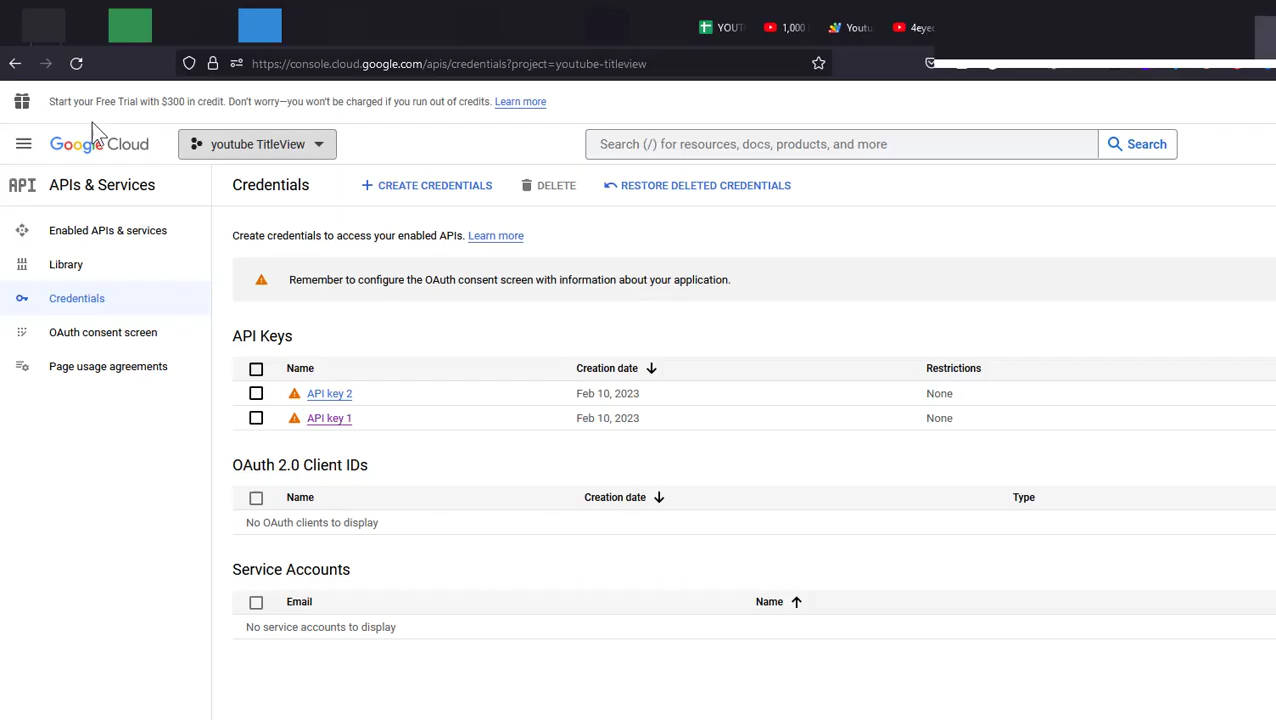 YOUT
1,000
Youtu
4eyec
https://console.cloud.google.com/apis/credentials?project=youtube-titleview
Start your Free Trial with $300 in credit. Don't worry—you won't be charged if you run out of credits. Learn more
Google Cloud
youtube TitleView
Search (/) for resources, docs, products, and more
Search
API APIs & Services
Credentials
CREATE CREDENTIALS
DELETE
RESTORE DELETED CREDENTIALS
Enabled APIs & services
Library
Credentials
OAuth consent screen
Page usage agreements
Create credentials to access your enabled APIs. Learn more
Remember to configure the OAuth consent screen with information about your application.
API Keys
Name Creation date Restrictions
API key 2 Feb 10, 2023 None
API key 1 Feb 10, 2023 None
OAuth 2.0 Client IDs
Name Creation date Type
No OAuth clients to display
Service Accounts
Email Name
No service accounts to display